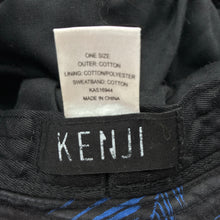 ONE SIZE
OUTER: COTTON
LINING: COTTON/POLYESTER
SWEATBAND: COTTON
KAS16944
MADE IN CHINA
KENJI